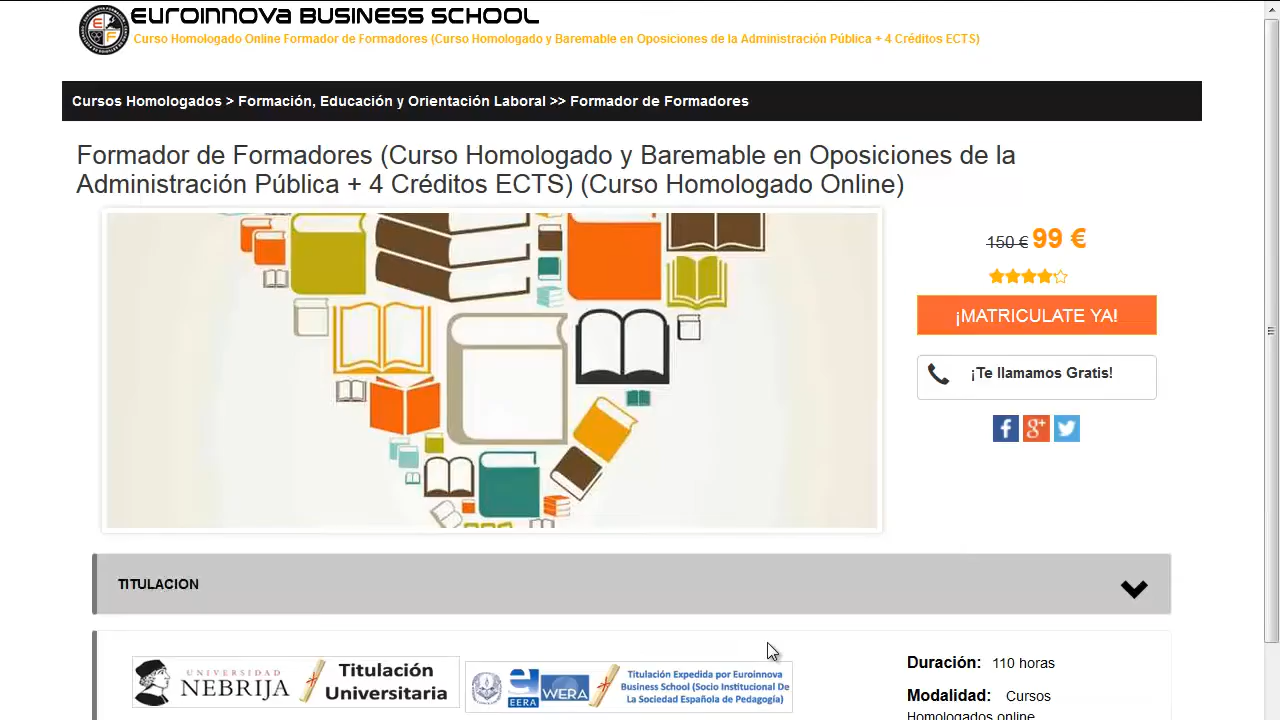 EUROINNOVA BUSINESS SCHOOL
Curso Homologado Online Formador de Formadores (Curso Homologado y Baremable en Oposiciones de la Administración Pública + 4 Créditos ECTS)
Cursos Homologados > Formación, Educación y Orientación Laboral >> Formador de Formadores
Formador de Formadores (Curso Homologado y Baremable en Oposiciones de la
Administración Pública + 4 Créditos ECTS) (Curso Homologado Online)
150 € 99 €
¡MATRICULATE YA!
¡Te llamamos Gratis!
TITULACION
UNIVERSIDAD
NEBRIJA
Titulación
Universitaria
EERA
WERA
Titulación Expedida por Euroinnova
Business School (Socio Institucional De
La Sociedad Española de Pedagogía)
Duración: 110 horas
Modalidad: Cursos
Homologados online